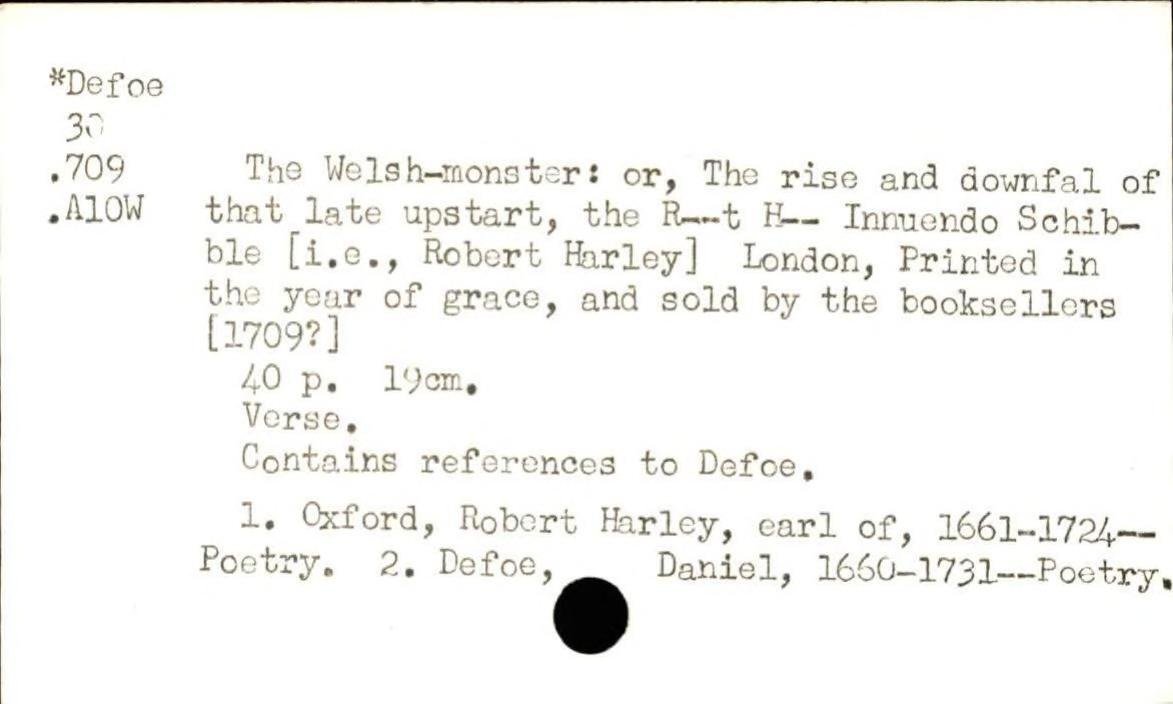 *Defoe
30
.709
.A10W
The Welsh-monster: or, The rise and downfal of
that late upstart, the R--t H-- Innuendo Schib-
ble [i.e., Robert Harley] London, Printed in
the year of grace, and sold by the booksellers
[1709?]
40 p. 19cm.
Verse.
Contains references to Defoe.
1. Oxford, Robert Harley, earl of, 1661-1724--
Poetry. 2. Defoe, Daniel, 1660-1731--Poetry.